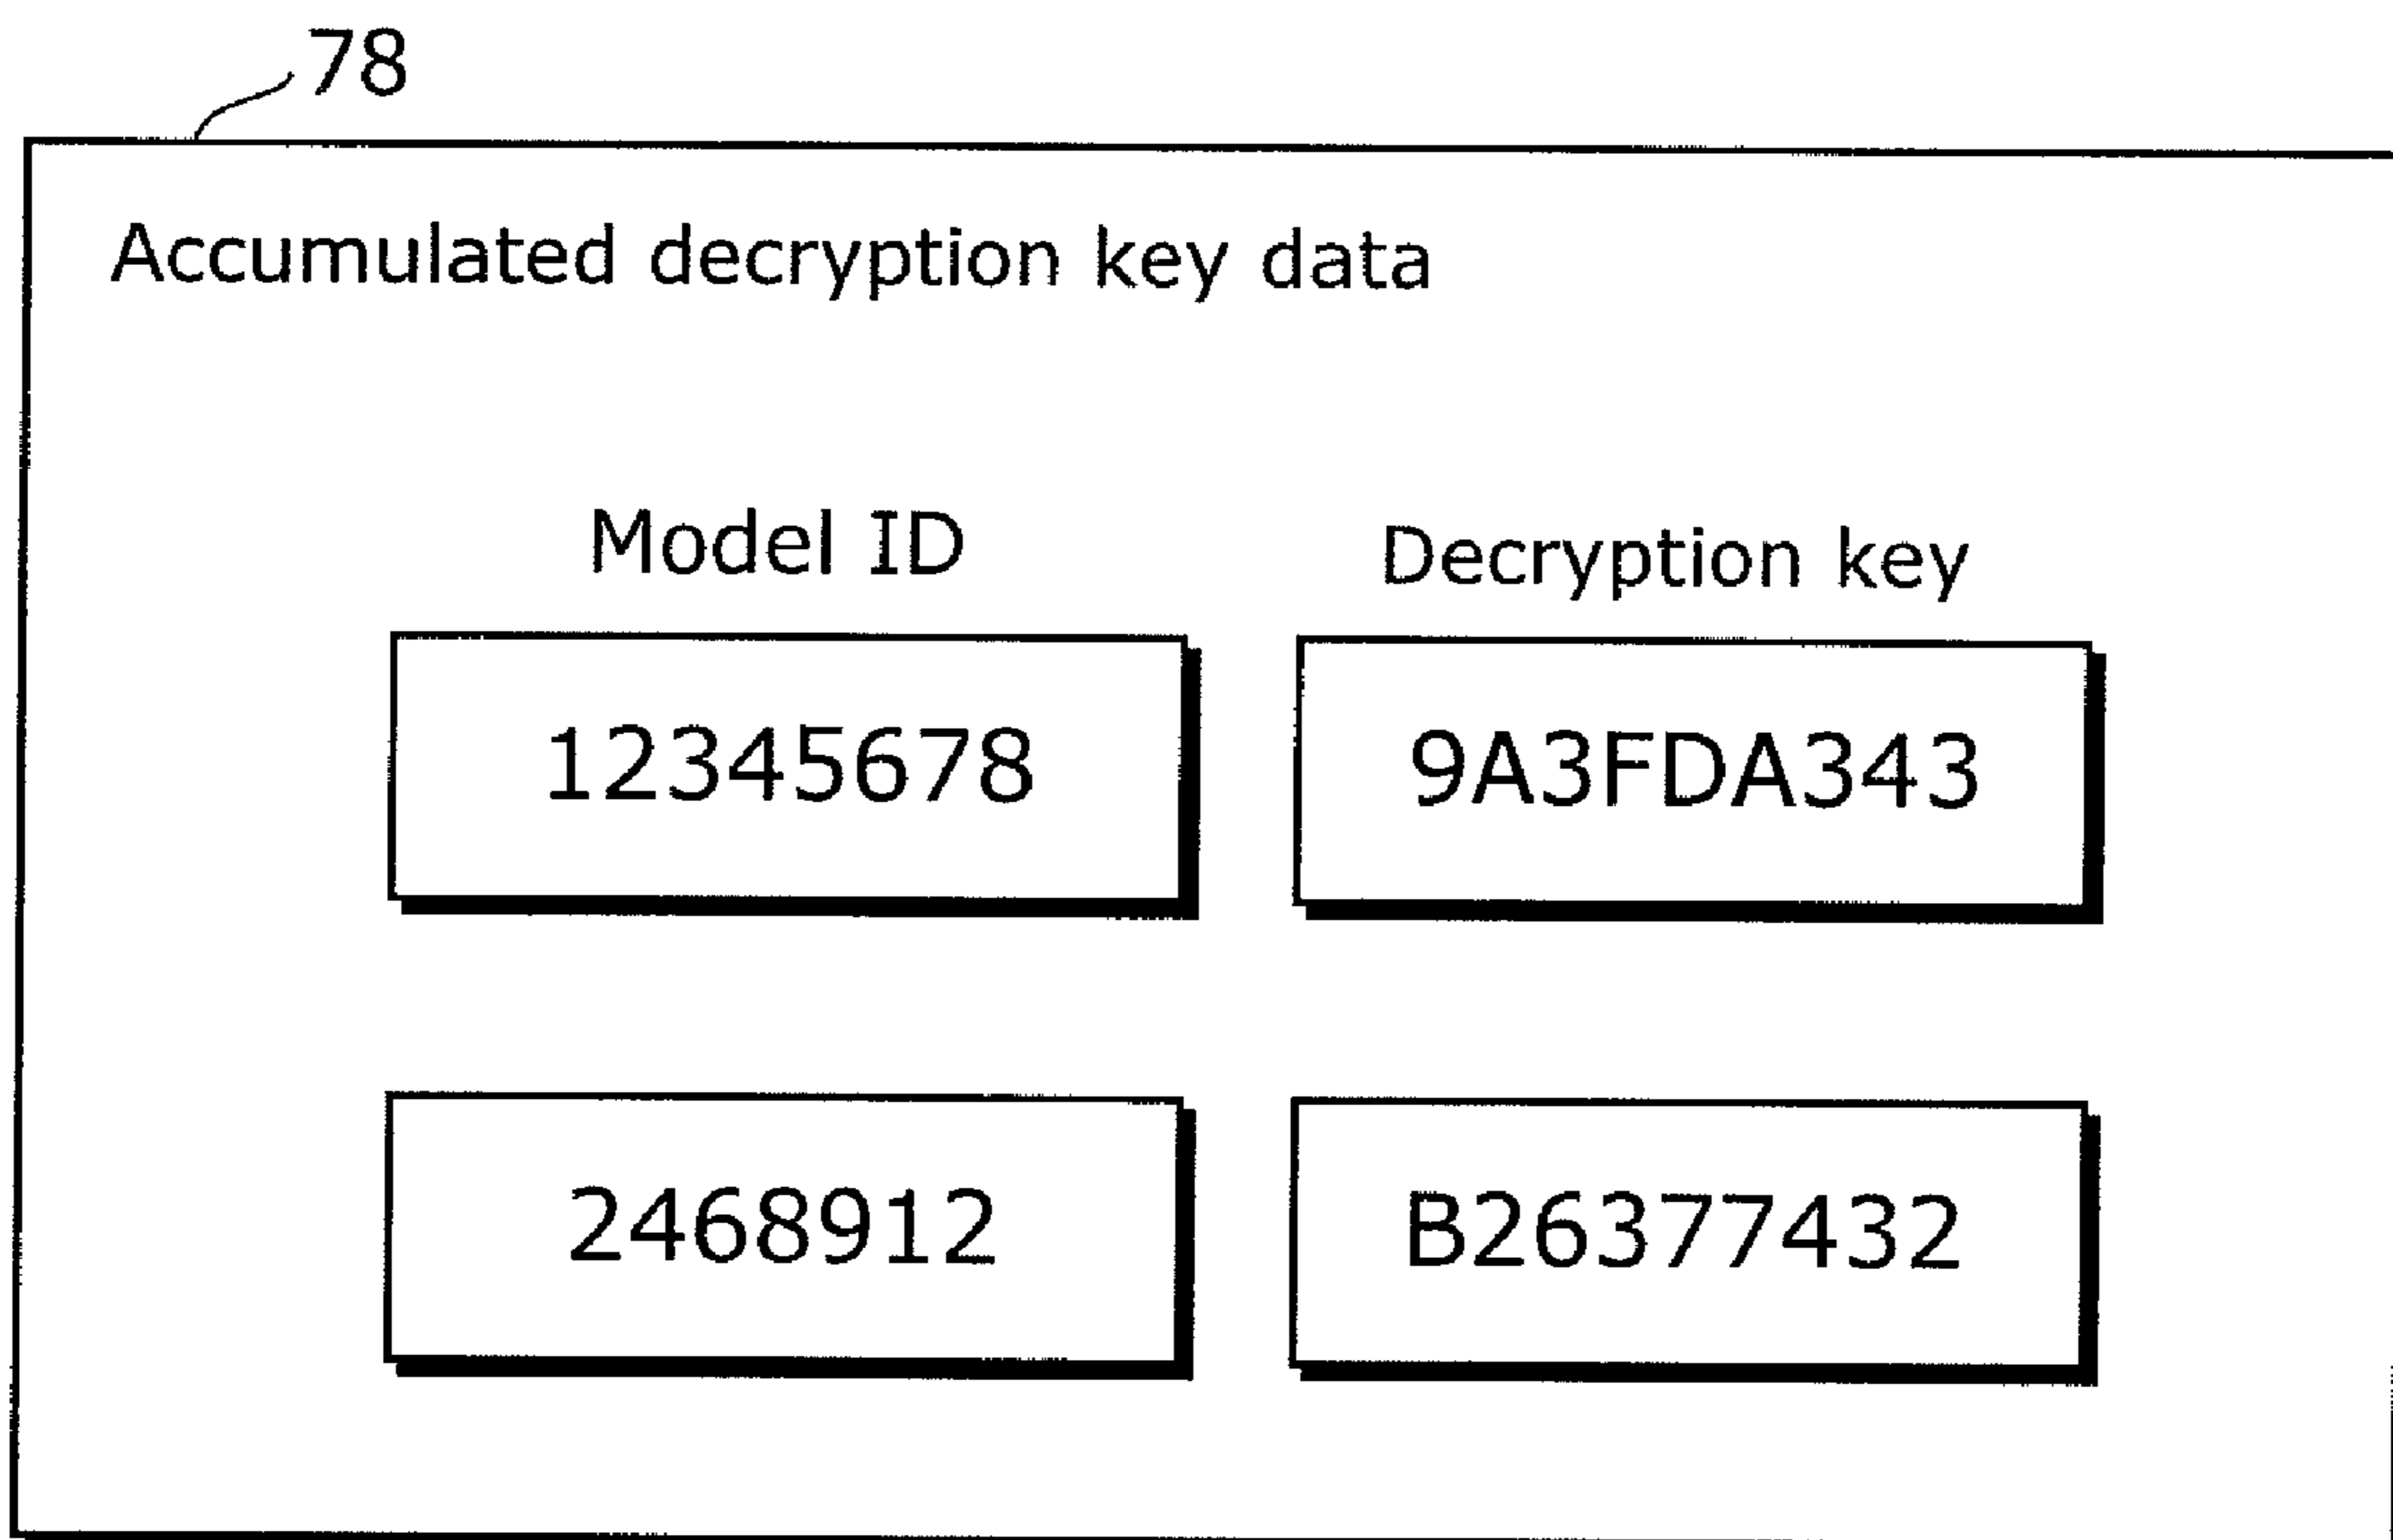 78
Accumulated decryption key data
Model ID Decryption key
12345678 9A3FDA343
2468912 B26377432